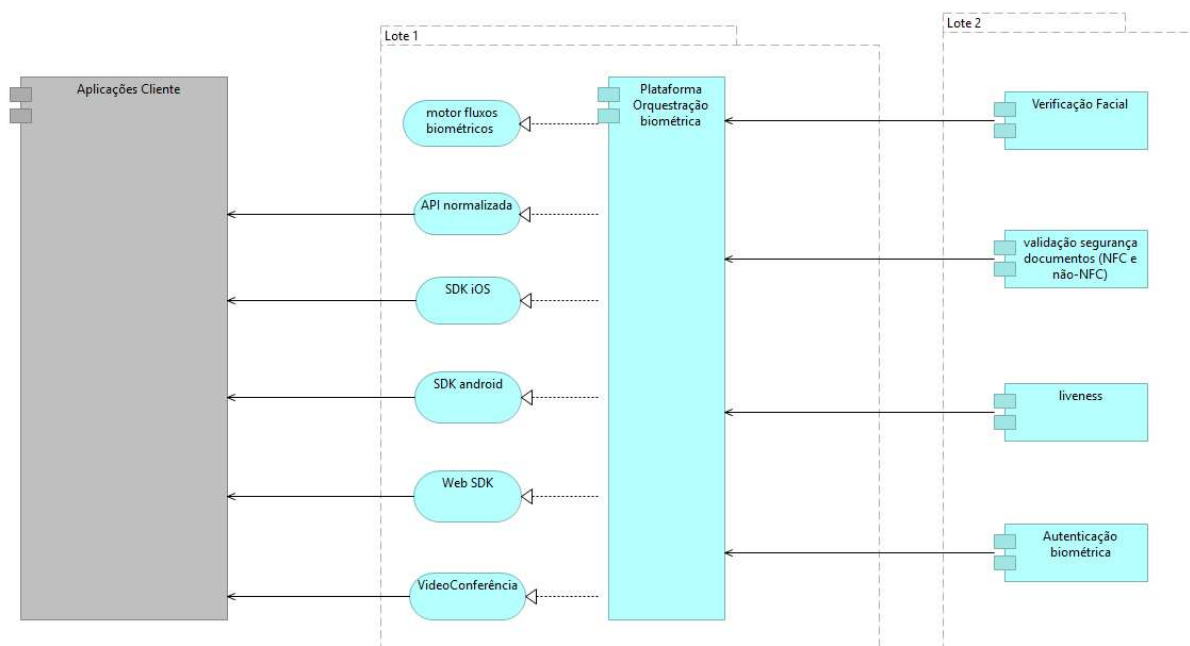 Lote 1
Lote 2
Aplicações Cliente
motor fluxos
biométricos
API normalizada
SDK iOS
SDK android
Web SDK
VideoConferência
Plataforma
Orquestração
biométrica
Verificação Facial
validação segurança
documentos (NFC e
não-NFC)
liveness
Autenticação
biométrica